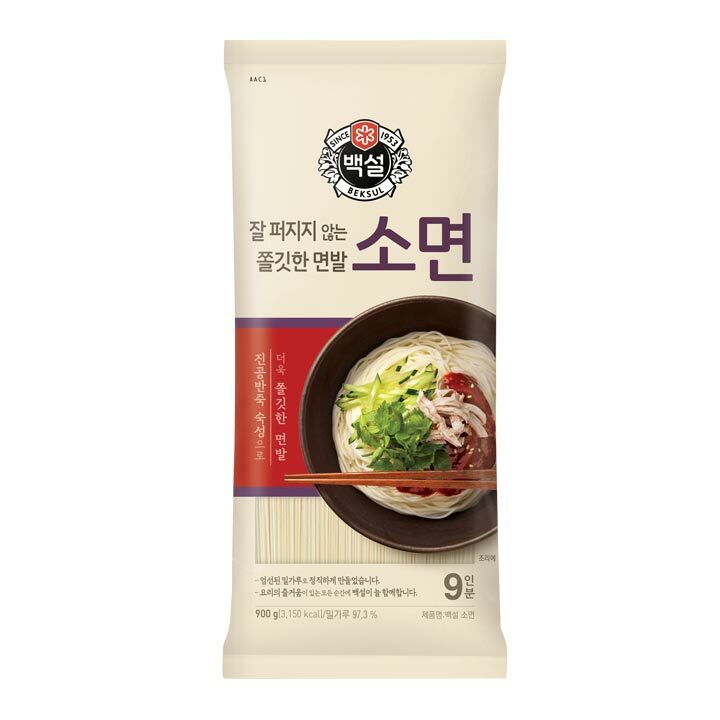 AAC1
SINCE 1953
백설
BEKSUL
잘 퍼지지 않는
쫄깃한 면발
소면
더욱 쫄깃한 면발
진공반죽 숙성으로
조리예
- 엄선된 밀가루로 정직하게 만들었습니다.
- 요리의 즐거움이 있는 모든 순간에 백설이 늘 함께합니다.
9인분
900 g(3,150 kcal)/밀가루 97.3 %
제품명:백설 소면